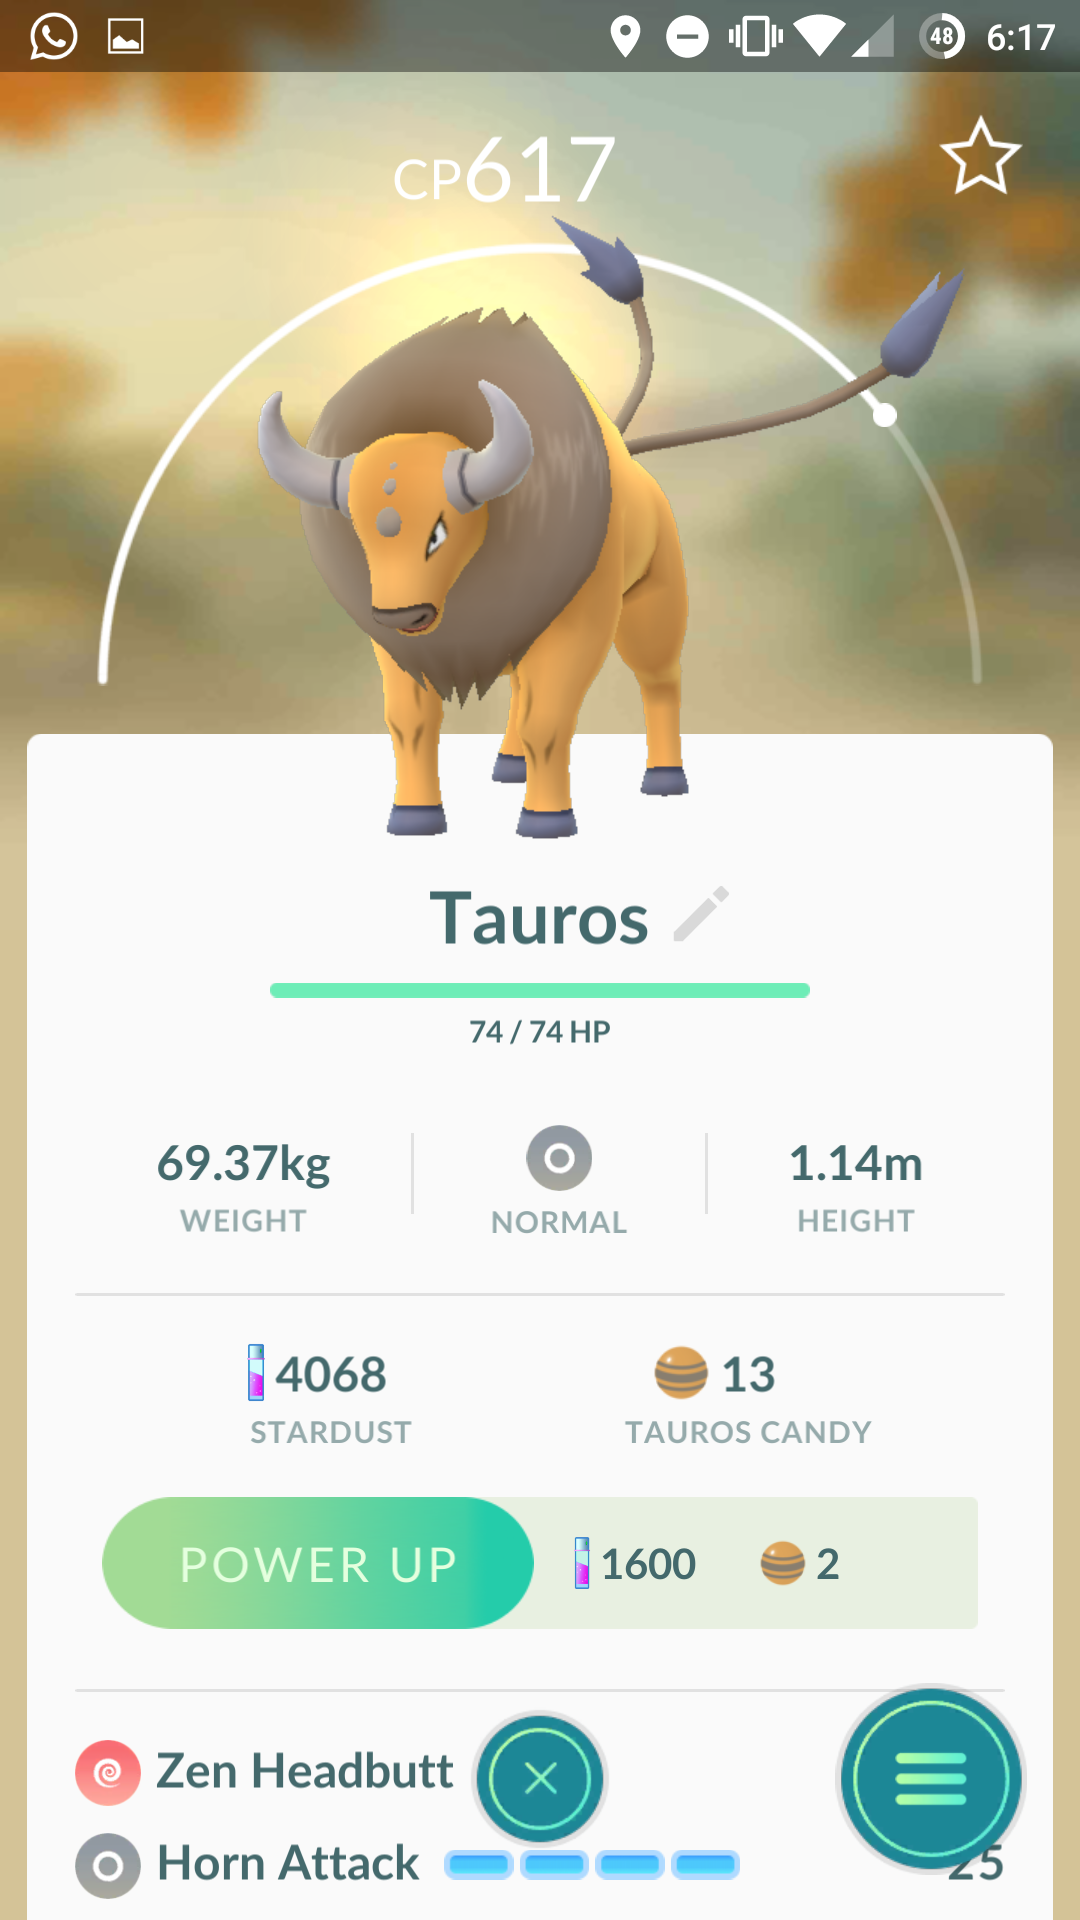 48 6:17
CP617
Tauros
74 / 74 HP
69.37kg
WEIGHT
NORMAL
1.14m
HEIGHT
4068
STARDUST
13
TAUROS CANDY
POWER UP 1600 2
Zen Headbutt
Horn Attack 25